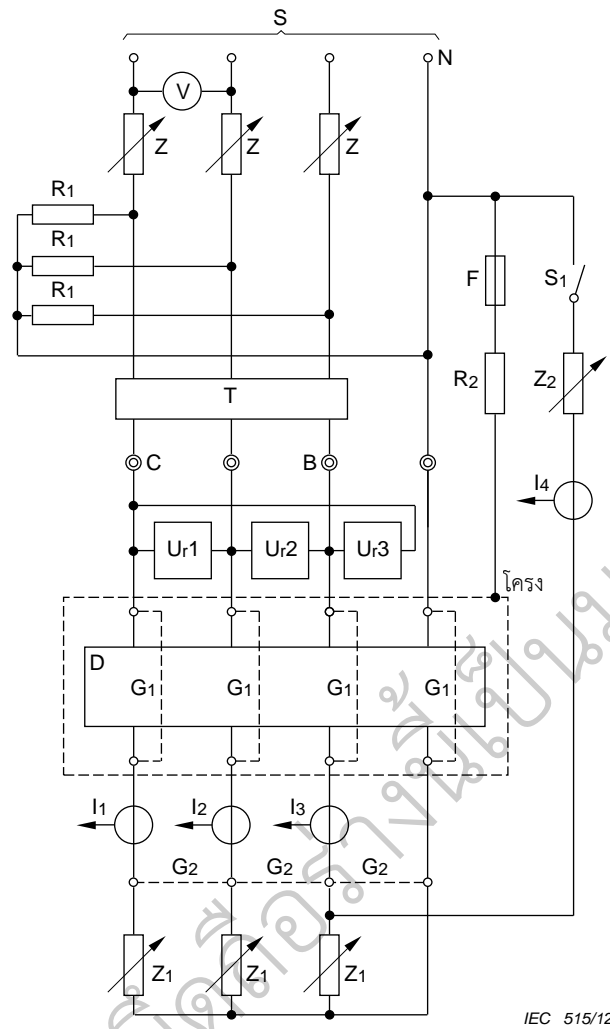 S
N
V
Z Z Z
R1
R1
R1
F S1
R2 Z2
T
C B
I4
Ur1 Ur2 Ur3
โครง
D
G1 G1 G1 G1
I1 I2 I3
G2 G2 G2
Z1 Z1 Z1
IEC 515/12